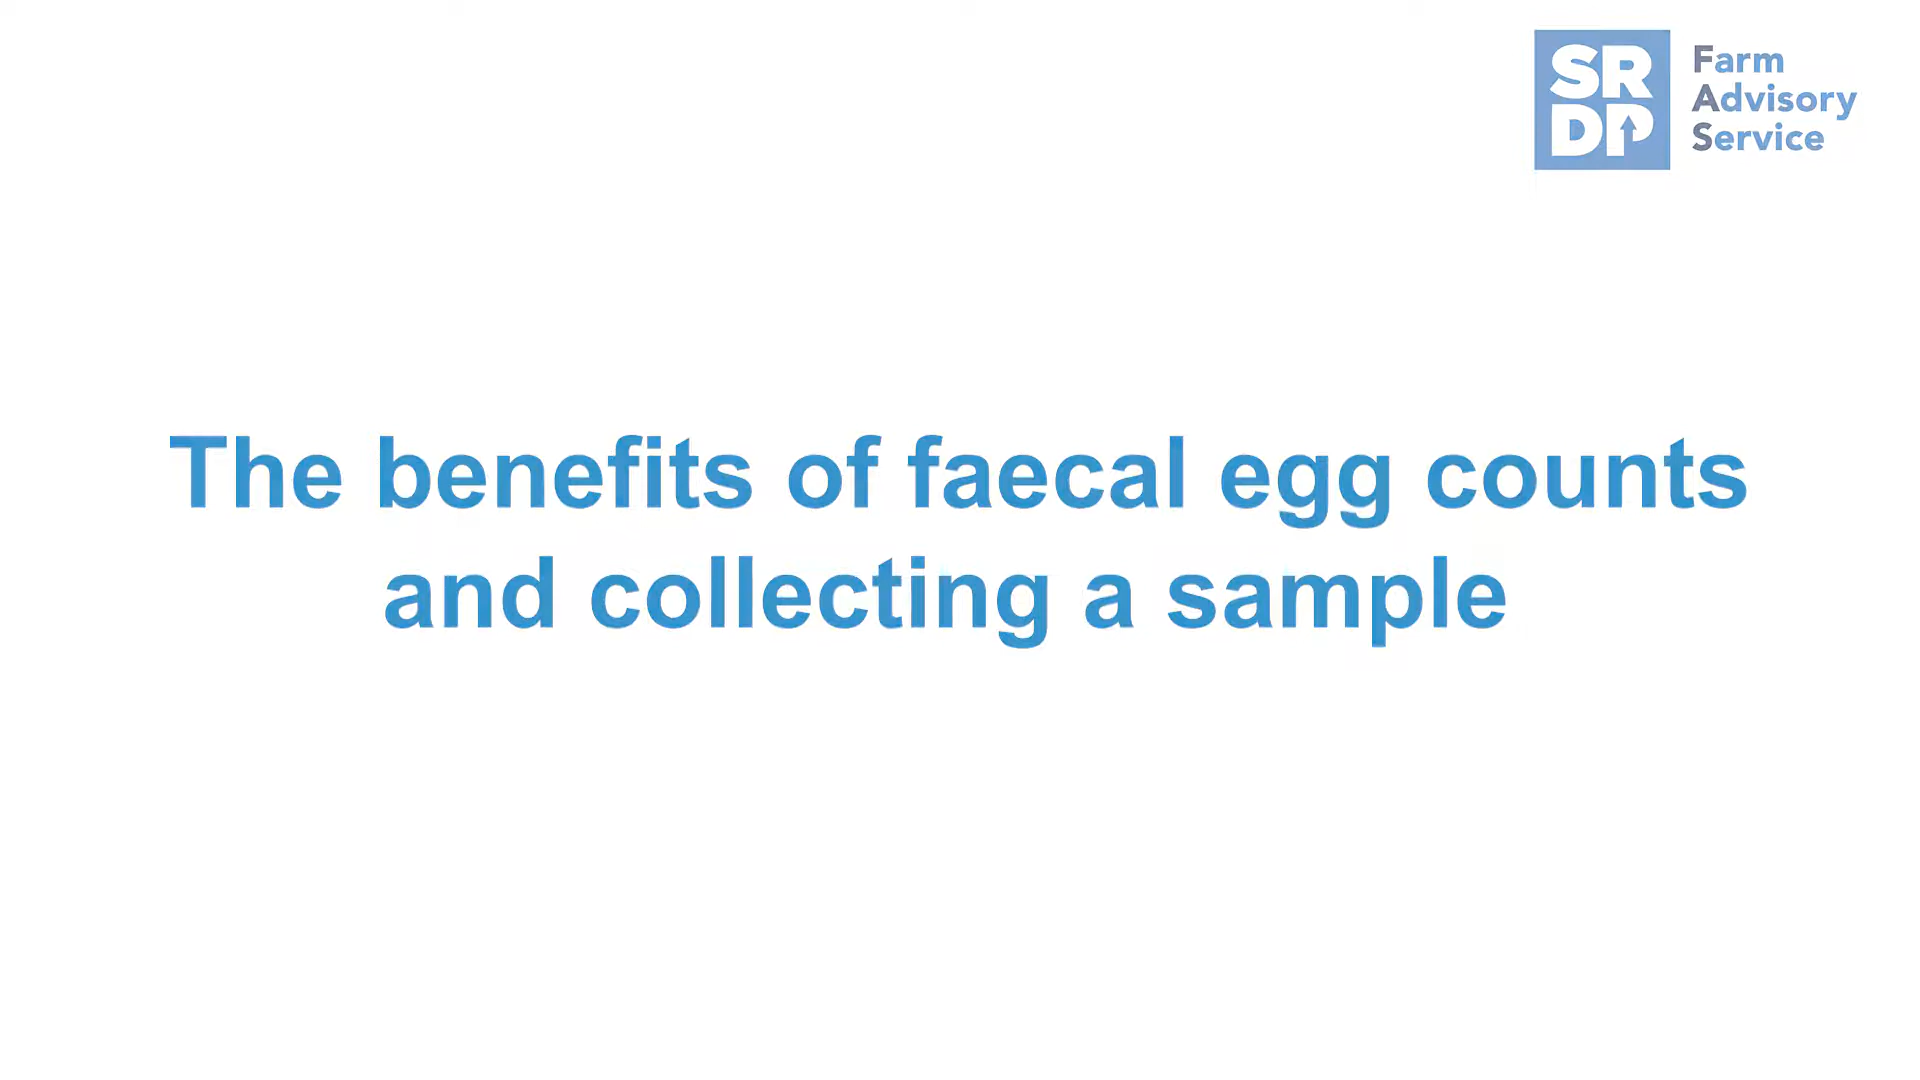 SR
DP
Farm
Advisory
Service
The benefits of faecal egg counts
and collecting a sample